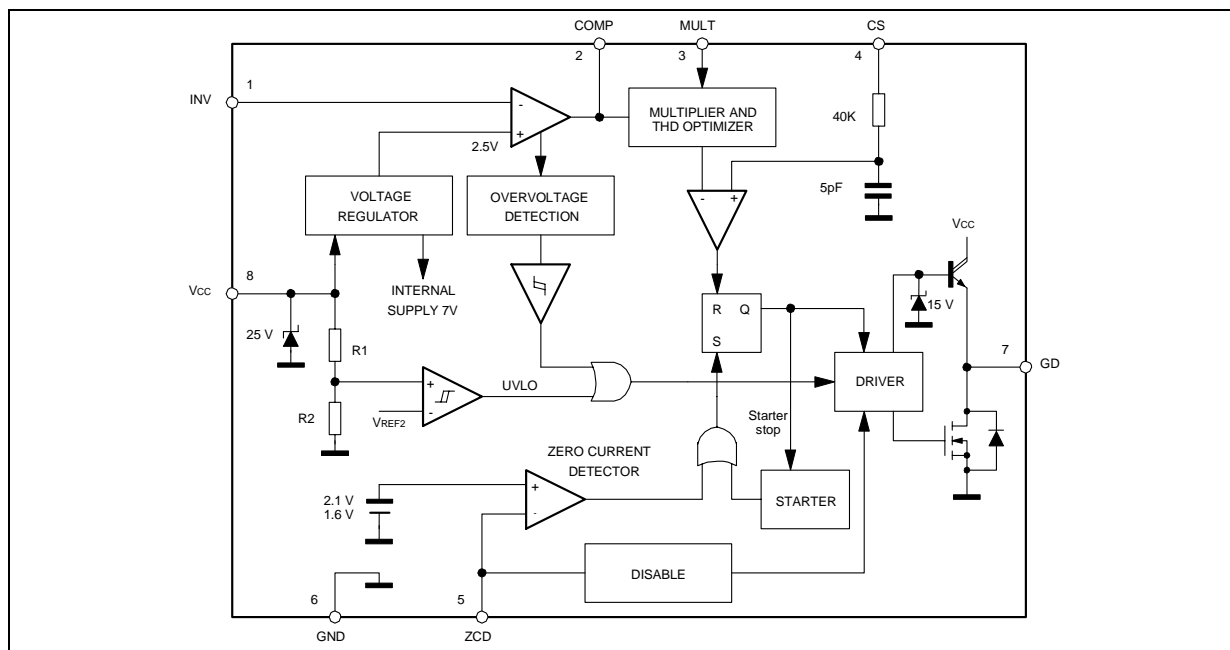 COMP
MULT
CS
2
3
4
1
INV
-
+
2.5V
MULTIPLIER AND
THD OPTIMIZER
40K
5pF
VOLTAGE
REGULATOR
OVERVOLTAGE
DETECTION
-
+
Vcc
8
Vcc
INTERNAL
SUPPLY 7V
R
Q
S
15 V
25 V
R1
7
GD
DRIVER
+
-
UVLO
R2
VREF2
Starter
stop
ZERO CURRENT
DETECTOR
2.1 V
1.6 V
+
-
STARTER
DISABLE
6
5
GND
ZCD